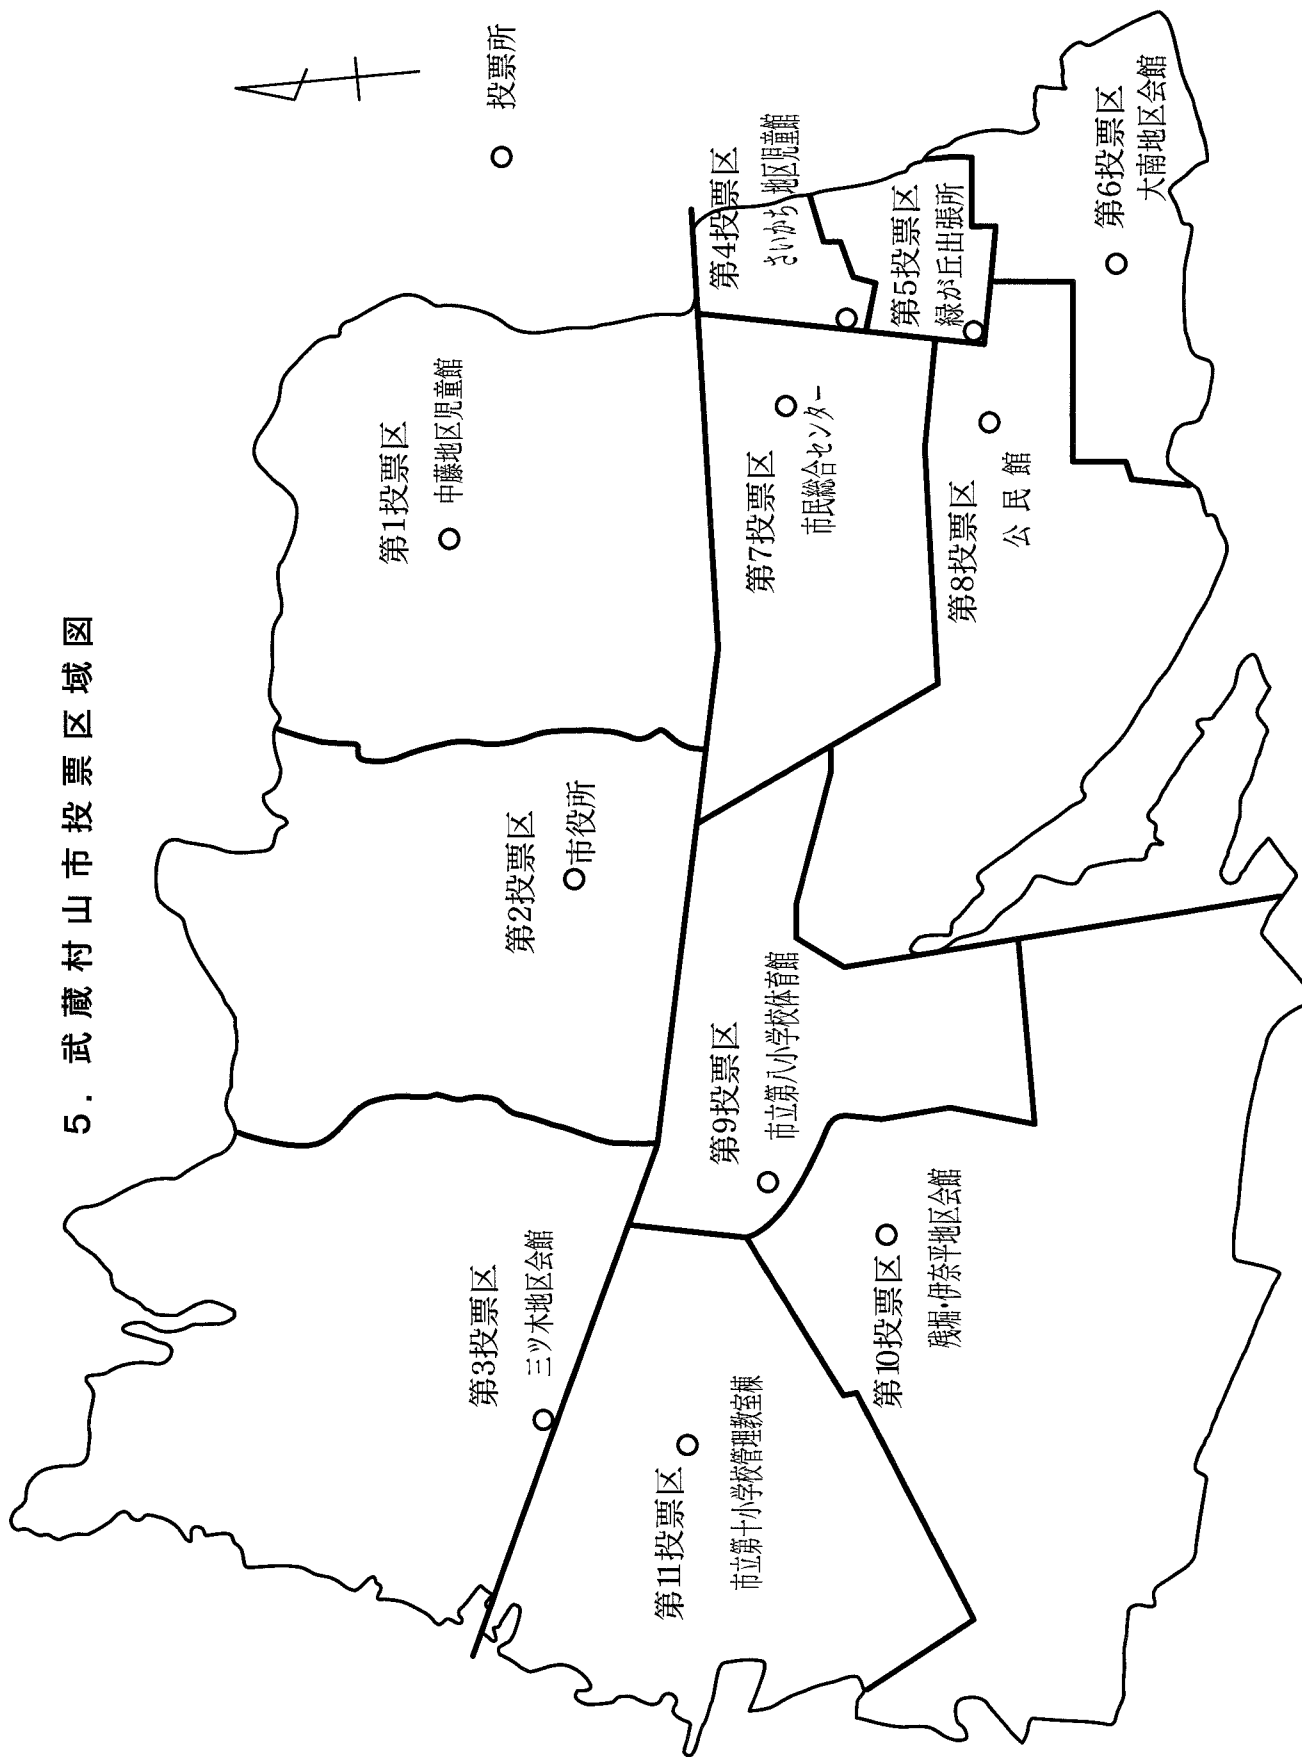 5．武蔵村山市投票区域図
投票所
第1投票区
中藤地区児童館
第2投票区
市役所
第3投票区
三ツ木地区会館
第4投票区
さいかち地区児童館
第5投票区
緑が丘出張所
第6投票区
大南地区会館
第7投票区
市民総合センター
第8投票区
公民館
第9投票区
市立第八小学校体育館
第10投票区
残堀・伊奈平地区会館
第11投票区
市立第十小学校管理教室棟